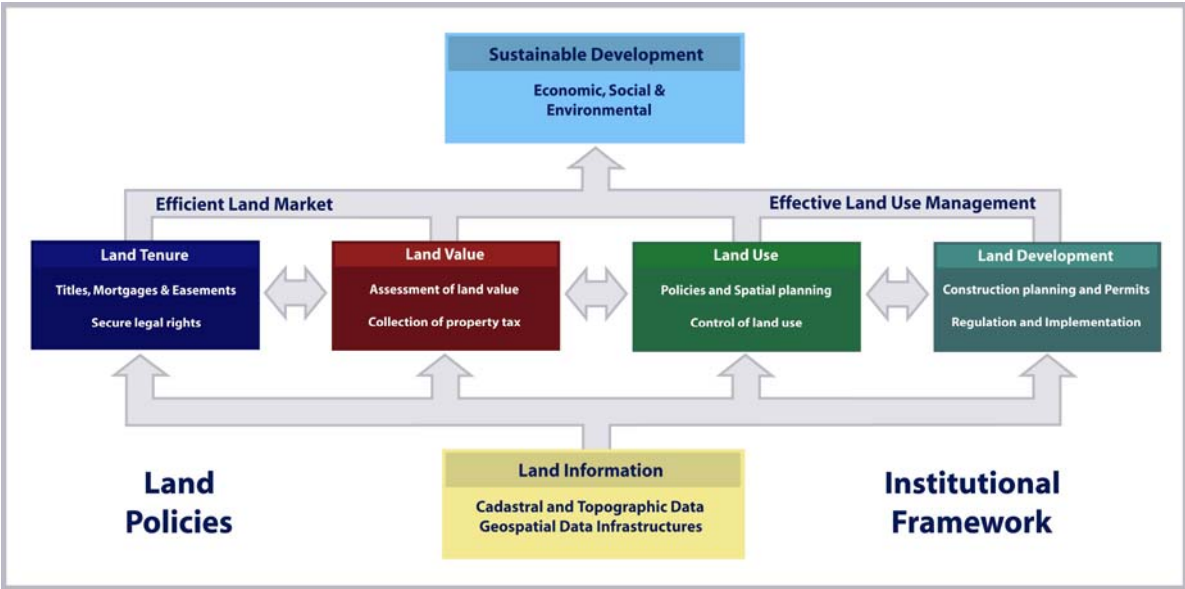 Sustainable Development
Economic, Social &
Environmental
Efficient Land Market
Effective Land Use Management
Land Tenure
Titles, Mortgages & Easements
Secure legal rights
Land Value
Assessment of land value
Collection of property tax
Land Use
Policies and Spatial planning
Control of land use
Land Development
Construction planning and Permits
Regulation and Implementation
Land
Policies
Land Information
Cadastral and Topographic Data
Geospatial Data Infrastructures
Institutional
Framework